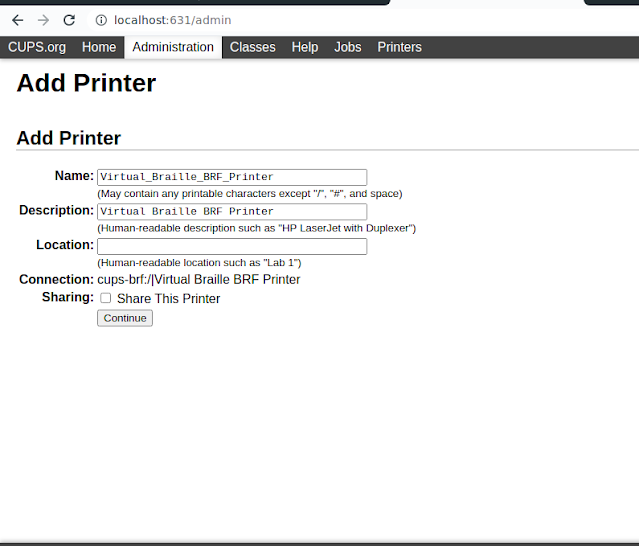 localhost:631/admin
CUPS.org Home Administration Classes Help Jobs Printers
Add Printer
Add Printer
Name: Virtual_Braille_BRF_Printer
(May contain any printable characters except "/", "#", and space)
Description: Virtual Braille BRF Printer
(Human-readable description such as "HP LaserJet with Duplexer")
Location:
(Human-readable location such as "Lab 1")
Connection: cups-brf:/|Virtual Braille BRF Printer
Sharing: Share This Printer
Continue